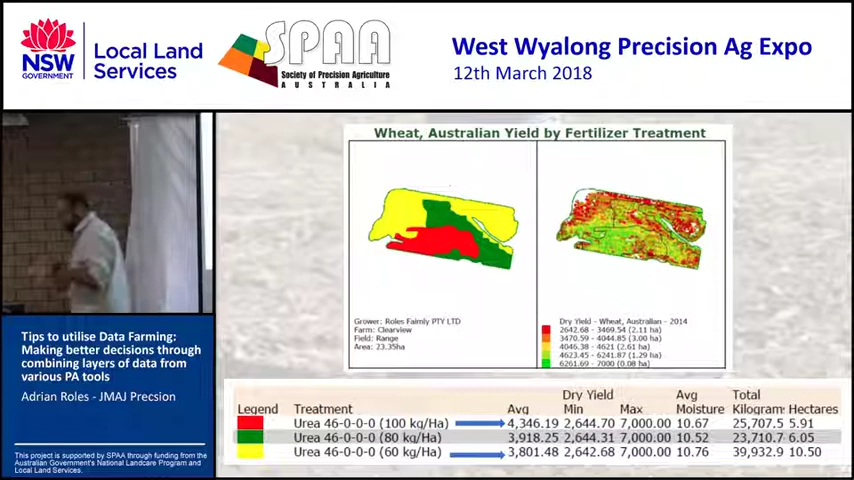 NSW
GOVERNMENT
Local Land
Services
SPAA
Society of Precision Agriculture
AUSTRALIA
West Wyalong Precision Ag Expo
12th March 2018
Wheat, Australian Yield by Fertilizer Treatment
Grower: Roles Faimly PTY LTD
Farm: Clearview
Field: Range
Area: 23.35ha
Dry Yield - Wheat, Australian - 2014
2642.68 - 3469.54 (2.11 ha)
3470.59 - 4044.85 (3.00 ha)
4046.38 - 4621 (2.61 ha)
4623.45 - 6241.87 (1.29 ha)
6261.69 - 7000 (0.08 ha)
Dry Yield Avg Total
Legend Treatment Avg Min Max Moisture Kilograms Hectares
Urea 46-0-0-0 (100 kg/Ha) 4,346.19 2,644.70 7,000.00 10.67 25,707.5 5.91
Urea 46-0-0-0 (80 kg/Ha) 3,918.25 2,644.31 7,000.00 10.52 23,710.7 6.05
Urea 46-0-0-0 (60 kg/Ha) 3,801.48 2,642.68 7,000.00 10.76 39,932.9 10.50
Tips to utilise Data Farming:
Making better decisions through
combining layers of data from
various PA tools
Adrian Roles - JMAJ Precsion
This project is supported by SPAA through funding from the
Australian Government's National Landcare Program and
Local Land Services.